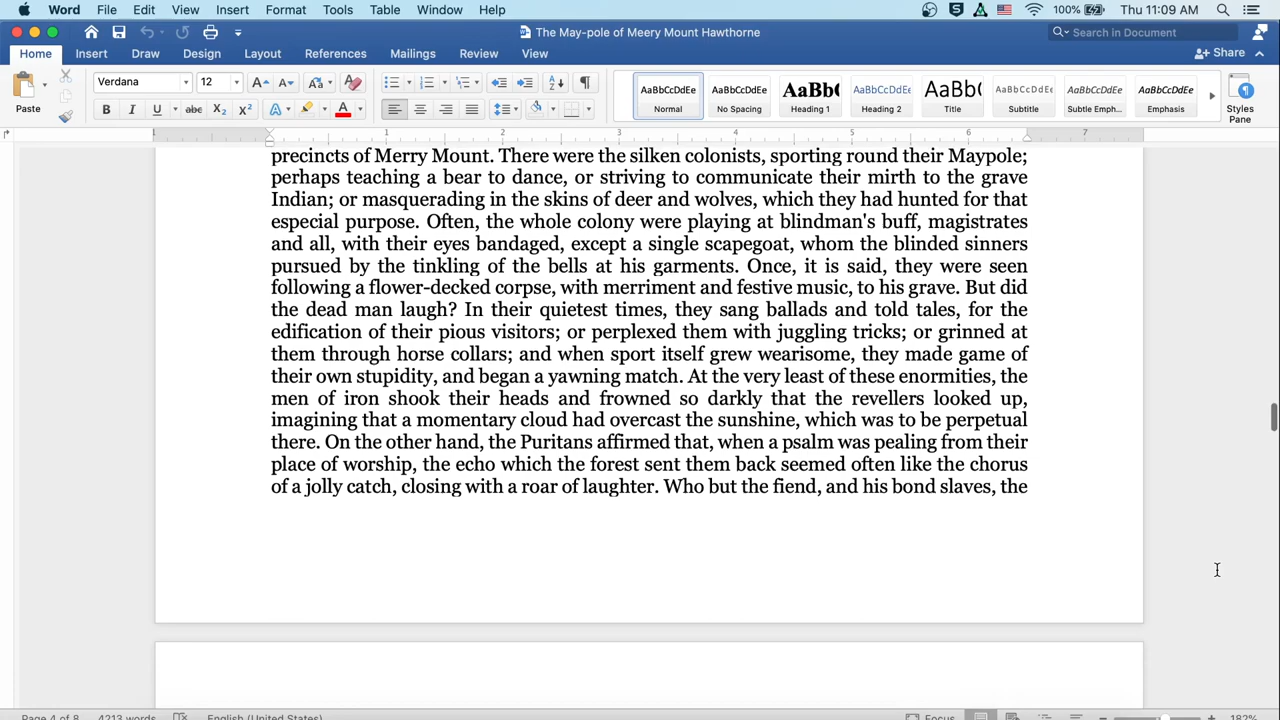 Word File Edit View Insert Format Tools Table Window Help 100% Thu 11:09 AM
The May-pole of Meery Mount Hawthorne
Search in Document
Home Insert Draw Design Layout References Mailings Review View Share
Paste Verdana 12
B I U abc X₂ X² A A
AaBbCcDdEe AaBbCcDdEe AaBbC AaBbCcDdEe AaBbC AaBbCcDdEe AaBbCcDdEe AaBbCcDdEe
Normal No Spacing Heading 1 Heading 2 Title Subtitle Subtle Emph... Emphasis Styles Pane
1 1 2 3 4 5 6 7
precincts of Merry Mount. There were the silken colonists, sporting round their Maypole;
perhaps teaching a bear to dance, or striving to communicate their mirth to the grave
Indian; or masquerading in the skins of deer and wolves, which they had hunted for that
especial purpose. Often, the whole colony were playing at blindman's buff, magistrates
and all, with their eyes bandaged, except a single scapegoat, whom the blinded sinners
pursued by the tinkling of the bells at his garments. Once, it is said, they were seen
following a flower-decked corpse, with merriment and festive music, to his grave. But did
the dead man laugh? In their quietest times, they sang ballads and told tales, for the
edification of their pious visitors; or perplexed them with juggling tricks; or grinned at
them through horse collars; and when sport itself grew wearisome, they made game of
their own stupidity, and began a yawning match. At the very least of these enormities, the
men of iron shook their heads and frowned so darkly that the revellers looked up,
imagining that a momentary cloud had overcast the sunshine, which was to be perpetual
there. On the other hand, the Puritans affirmed that, when a psalm was pealing from their
place of worship, the echo which the forest sent them back seemed often like the chorus
of a jolly catch, closing with a roar of laughter. Who but the fiend, and his bond slaves, the
Page 4 of 8 4213 words English (United States) Focus 182%